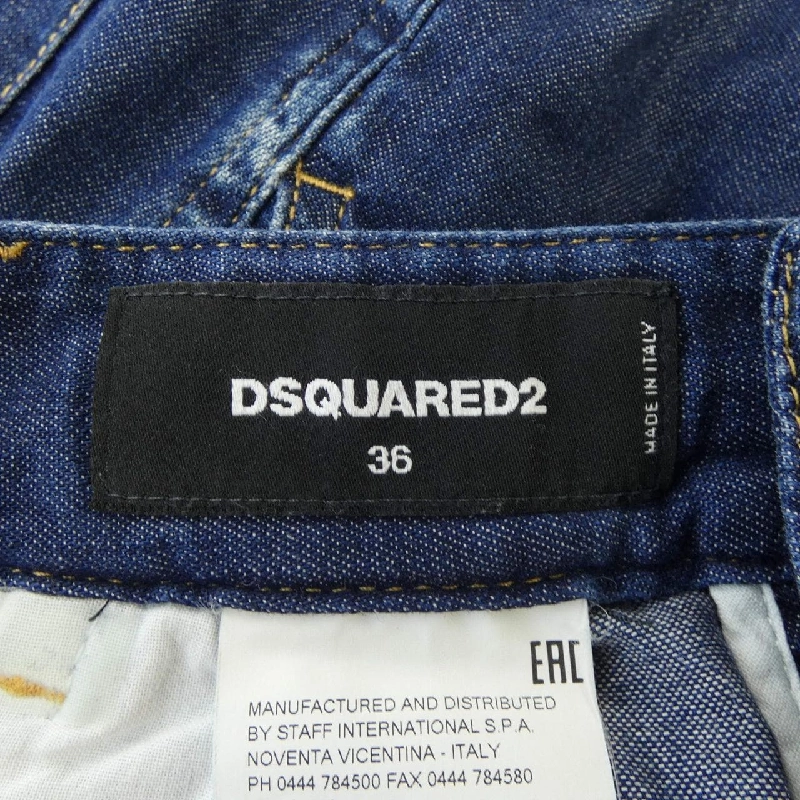 DSQUARED2
36
MADE IN ITALY
EAC
MANUFACTURED AND DISTRIBUTED
BY STAFF INTERNATIONAL S.P.A.
NOVENTA VICENTINA - ITALY
PH 0444 784500 FAX 0444 784580